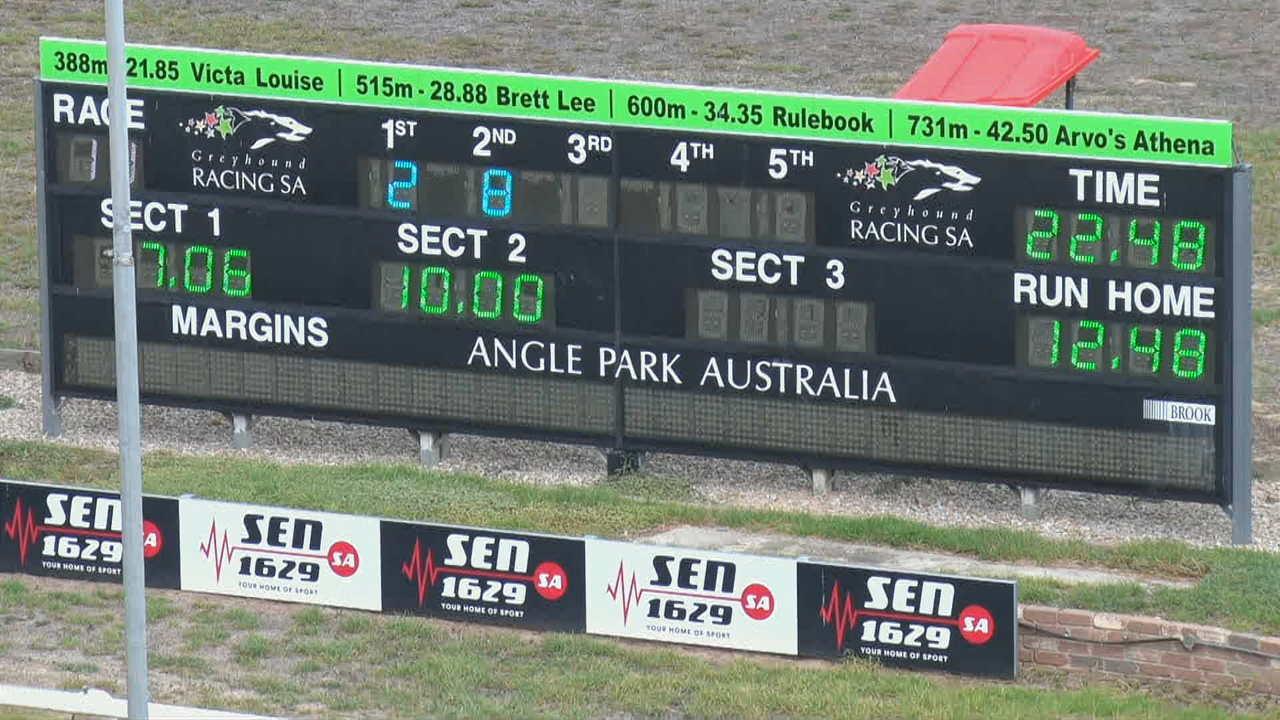 388m 21.85 Victa Louise | 515m - 28.88 Brett Lee | 600m - 34.35 Rulebook | 731m - 42.50 Arvo's Athena
RACE
Greyhound
RACING SA
1ST 2ND 3RD 4TH 5TH
2 8
Greyhound
RACING SA
TIME
22.48
SECT 1
7.06
SECT 2
10.00
SECT 3
RUN HOME
12.48
MARGINS
ANGLE PARK AUSTRALIA
BROOK
SEN
1629
YOUR HOME OF SPORT
SEN
1629
SA
YOUR HOME OF SPORT
SEN
1629
SA
YOUR HOME OF SPORT
SEN
1629
SA
YOUR HOME OF SPORT
SEN
1629
SA
YOUR HOME OF SPORT